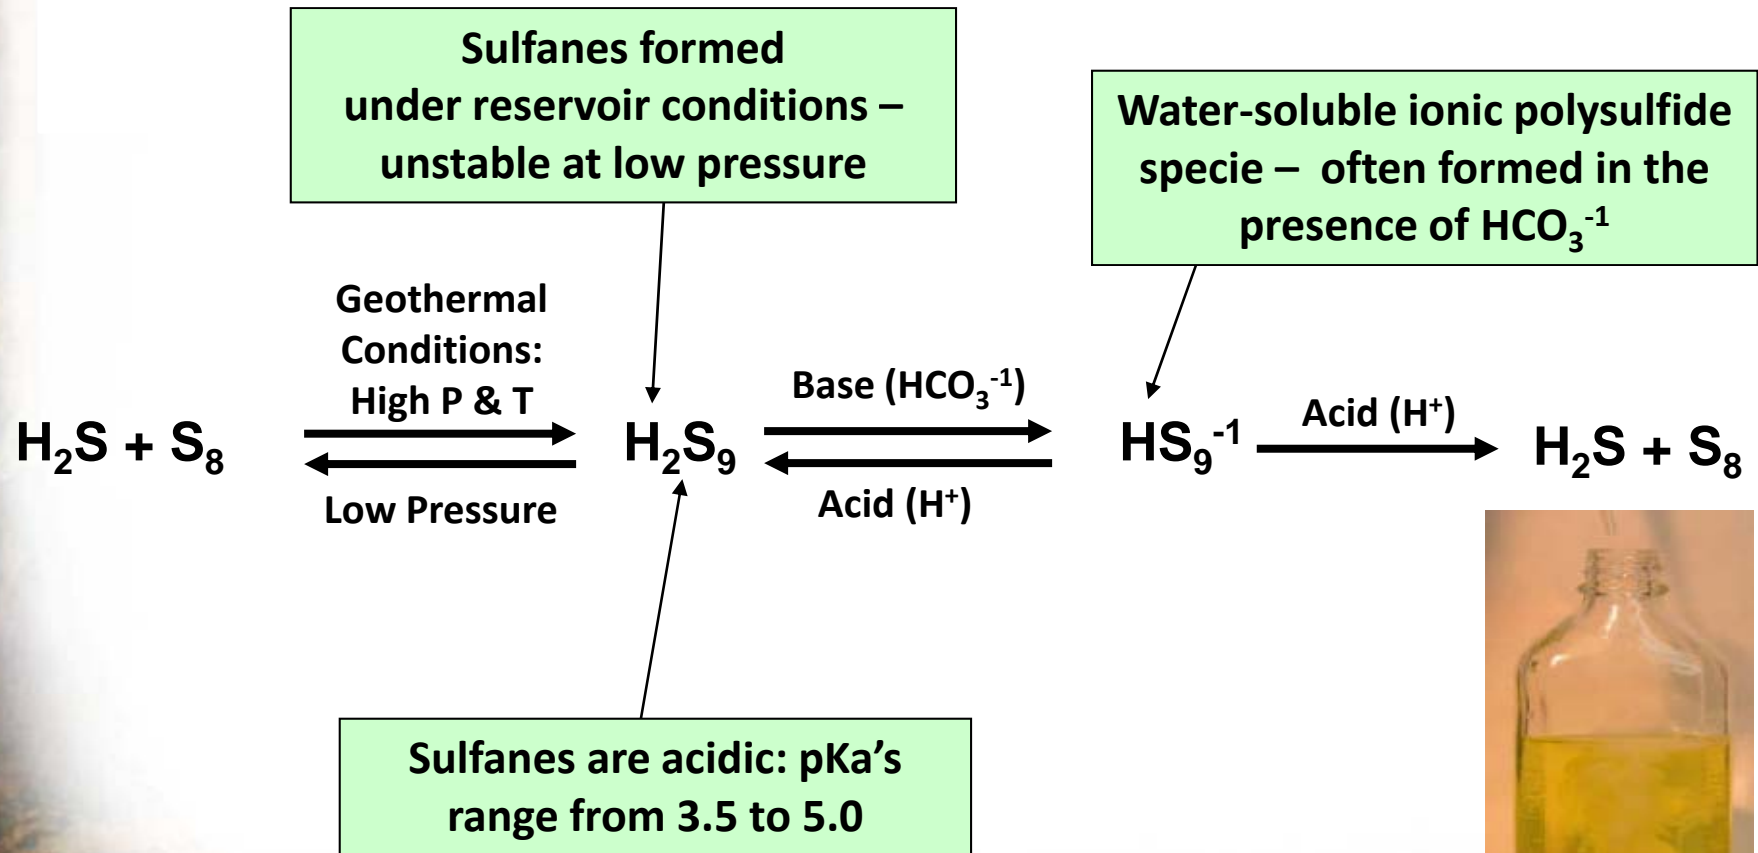 Sulfanes formed
under reservoir conditions –
unstable at low pressure
Water-soluble ionic polysulfide
specie – often formed in the
presence of HCO₃⁻¹
Geothermal
Conditions:
High P & T
Base (HCO₃⁻¹)
Acid (H⁺)
H₂S + S₈
H₂S₉
HS₉⁻¹
H₂S + S₈
Low Pressure
Acid (H⁺)
Sulfanes are acidic: pKa’s
range from 3.5 to 5.0